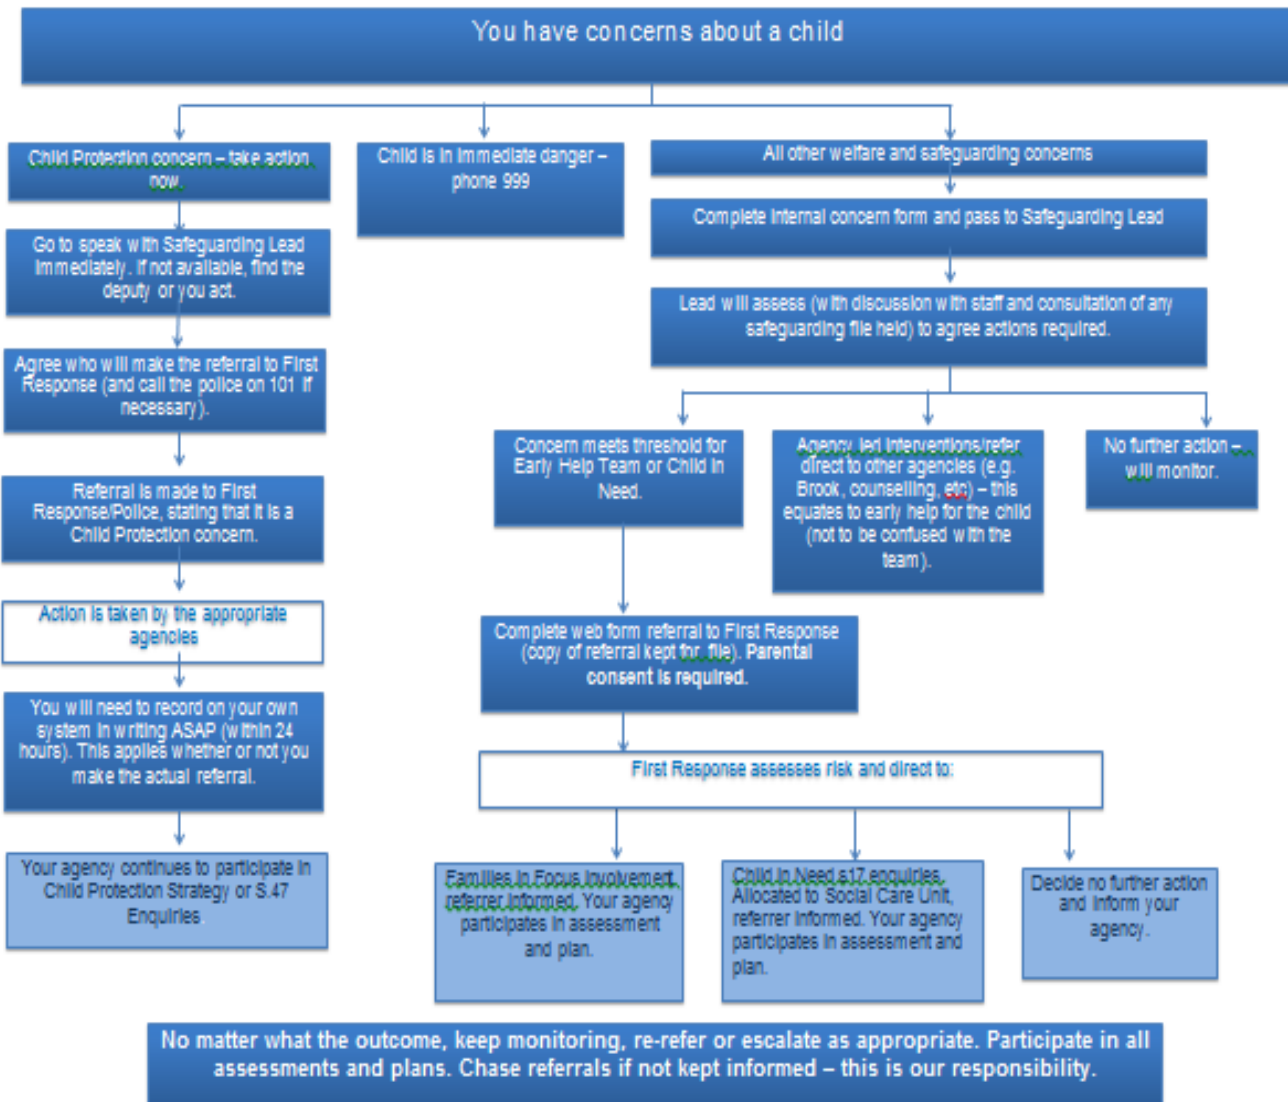 You have concerns about a child
Child Protection concern – take action
now.
Go to speak with Safeguarding Lead
immediately. If not available, find the
deputy or you act.
Agree who will make the referral to First
Response (and call the police on 101 if
necessary).
Referral is made to First
Response/Police, stating that it is a
Child Protection concern.
Action is taken by the appropriate
agencies
You will need to record on your own
system in writing ASAP (within 24
hours). This applies whether or not you
make the actual referral.
Your agency continues to participate in
Child Protection Strategy or S.47
Enquiries
Child is in immediate danger –
phone 999
All other welfare and safeguarding concerns
Complete internal concern form and pass to Safeguarding Lead
Lead will assess (with discussion with staff and consultation of any
safeguarding file held) to agree actions required.
Concern meets threshold for
Early Help Team or Child in
Need.
Agency led interventions/refer
direct to other agencies (e.g.
Brook, counselling, etc) – this
equates to early help for the child
(not to be confused with the
team).
No further action –
will monitor.
Complete web form referral to First Response
(copy of referral kept for file). Parental
consent is required.
First Response assesses risk and direct to:
Families in Focus involvement,
referrer informed. Your agency
participates in assessment
and plan.
Child in Need s17 enquiries.
Allocated to Social Care Unit,
referrer informed. Your agency
participates in assessment and
plan.
Decide no further action
and inform your
agency.
No matter what the outcome, keep monitoring, re-refer or escalate as appropriate. Participate in all
assessments and plans. Chase referrals if not kept informed – this is our responsibility.